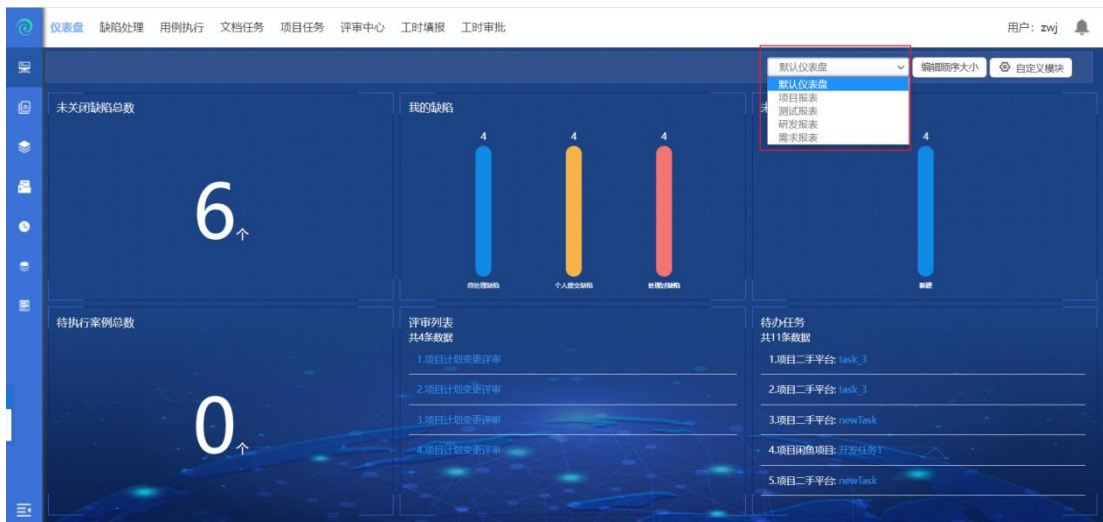 仪表盘 缺陷处理 用例执行 文档任务 项目任务 评审中心 工时填报 工时审批 用户: zwj
默认仪表盘 编辑顺序大小 自定义模块
默认仪表盘
项目报表
测试报表
研发报表
需求报表
未关闭缺陷总数
6个
我的缺陷
4 4 4
待处理缺陷 个人提交缺陷 处理过缺陷
4
新建
待执行案例总数
0个
评审列表
共4条数据
1.项目计划变更评审
2.项目计划变更评审
3.项目计划变更评审
4.项目计划变更评审
待办任务
共11条数据
1.项目二手平台: task_3
2.项目二手平台: task_3
3.项目二手平台: newTask
4.项目闲鱼项目: 开发任务1
5.项目二手平台: newTask